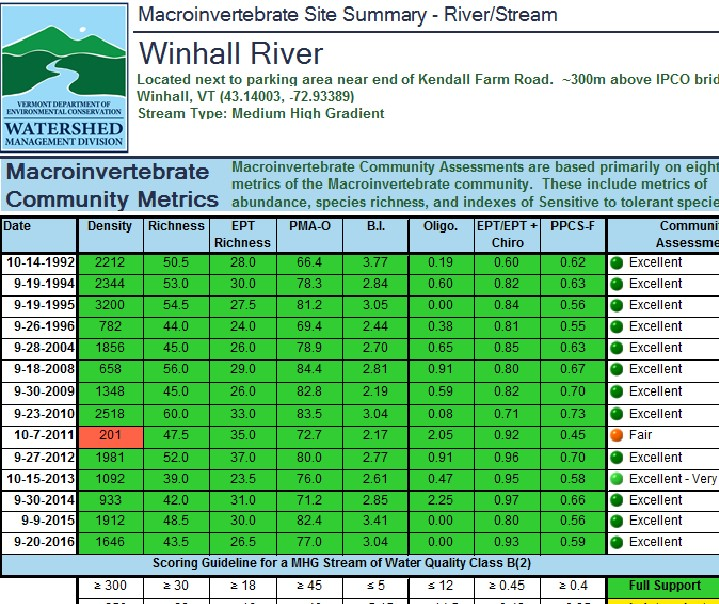 Macroinvertebrate Site Summary - River/Stream
VERMONT DEPARTMENT OF
ENVIRONMENTAL CONSERVATION
WATERSHED
MANAGEMENT DIVISION
Winhall River
Located next to parking area near end of Kendall Farm Road. ~300m above IPCO
Winhall, VT (43.14003, -72.93389)
Stream Type: Medium High Gradient
Macroinvertebrate
Community Metrics
Macroinvertebrate Community Assessments are based primarily on eight
metrics of the Macroinvertebrate community. These include metrics of
abundance, species richness, and indexes of Sensitive to tolerant
Date Density Richness EPT Richness PMA-O B.I. Oligo. EPT/EPT + Chiro PPCS-F
10-14-1992 2212 50.5 28.0 66.4 3.77 0.19 0.60 0.62 Excellent
9-19-1994 2344 53.0 30.0 78.3 2.84 0.60 0.82 0.63 Excellent
9-19-1995 3200 54.5 27.5 81.2 3.05 0.00 0.84 0.56 Excellent
9-26-1996 782 44.0 24.0 69.4 2.44 0.38 0.81 0.55 Excellent
9-28-2004 1856 45.0 26.0 78.9 2.70 0.65 0.85 0.63 Excellent
9-18-2008 658 56.0 29.0 84.4 2.81 0.91 0.80 0.67 Excellent
9-30-2009 1348 45.0 26.0 82.8 2.19 0.59 0.82 0.70 Excellent
9-23-2010 2518 60.0 33.0 83.5 3.04 0.08 0.71 0.73 Excellent
10-7-2011 201 47.5 35.0 72.7 2.17 2.05 0.92 0.45 Fair
9-27-2012 1981 52.0 37.0 80.0 2.77 0.91 0.96 0.70 Excellent
10-15-2013 1092 39.0 23.5 76.0 2.61 0.47 0.95 0.58 Excellent - Very
9-30-2014 933 42.0 31.0 71.2 2.85 2.25 0.97 0.66 Excellent
9-9-2015 1912 48.5 30.0 82.4 3.41 0.00 0.80 0.56 Excellent
9-20-2016 1646 43.5 26.5 77.0 3.04 0.00 0.93 0.59 Excellent
Scoring Guideline for a MHG Stream of Water Quality Class B(2)
≥ 300 ≥ 30 ≥ 18 ≥ 45 ≤ 5 ≤ 12 ≥ 0.45 ≥ 0.4 Full Support